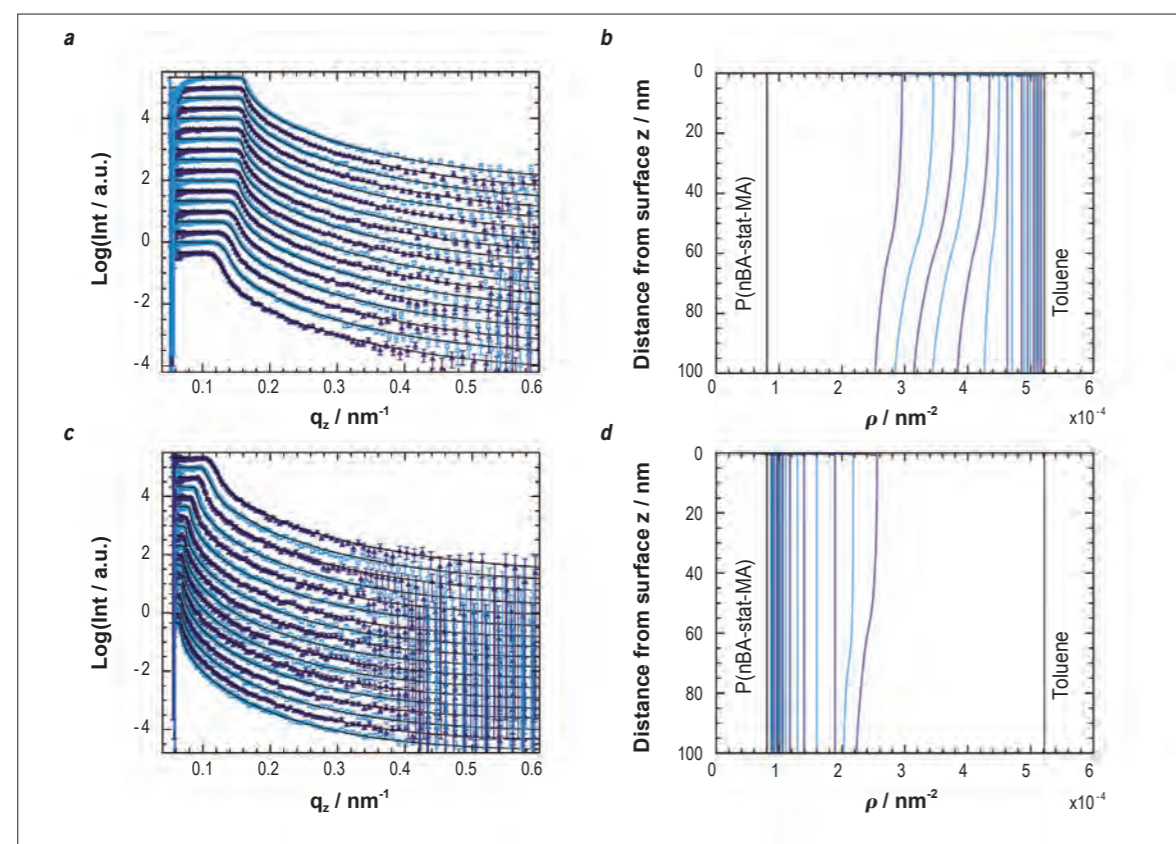 a
Log(Int / a.u.)
4
2
0
-2
-4
0.1 0.2 0.3 0.4 0.5 0.6
q_z / nm⁻¹
b
Distance from surface z / nm
0
20
40
60
80
100
P(nBA-stat-MA)
Toluene
0 1 2 3 4 5 6
x10⁻⁴
ρ / nm⁻²
c
Log(Int / a.u.)
4
2
0
-2
-4
0.1 0.2 0.3 0.4 0.5 0.6
q_z / nm⁻¹
d
Distance from surface z / nm
0
20
40
60
80
100
P(nBA-stat-MA)
Toluene
0 1 2 3 4 5 6
x10⁻⁴
ρ / nm⁻²